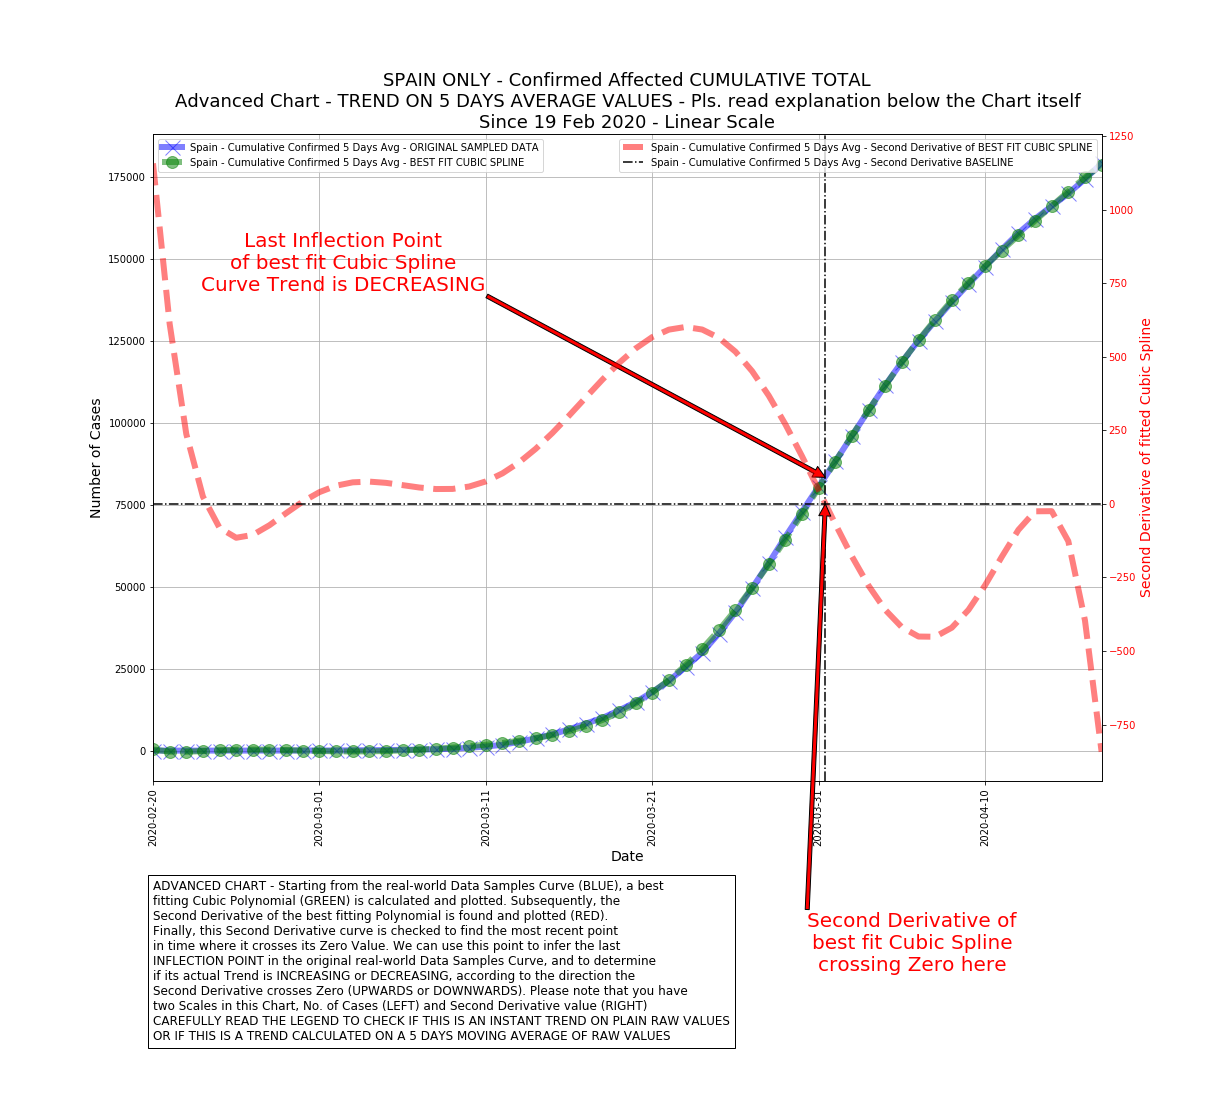 SPAIN ONLY - Confirmed Affected CUMULATIVE TOTAL
Advanced Chart - TREND ON 5 DAYS AVERAGE VALUES - Pls. read explanation below the Chart itself
Since 19 Feb 2020 - Linear Scale
Spain - Cumulative Confirmed 5 Days Avg - ORIGINAL SAMPLED DATA
Spain - Cumulative Confirmed 5 Days Avg - BEST FIT CUBIC SPLINE
Spain - Cumulative Confirmed 5 Days Avg - Second Derivative of BEST FIT CUBIC SPLINE
Spain - Cumulative Confirmed 5 Days Avg - Second Derivative BASELINE
Last Inflection Point
of best fit Cubic Spline
Curve Trend is DECREASING
Number of Cases
175000
150000
125000
100000
75000
50000
25000
0
1250
1000
750
500
250
0
−250
−500
−750
Second Derivative of fitted Cubic Spline
2020-02-20
2020-03-01
2020-03-11
2020-03-21
2020-03-31
2020-04-10
Date
Second Derivative of
best fit Cubic Spline
crossing Zero here
ADVANCED CHART - Starting from the real-world Data Samples Curve (BLUE), a best
fitting Cubic Polynomial (GREEN) is calculated and plotted. Subsequently, the
Second Derivative of the best fitting Polynomial is found and plotted (RED).
Finally, this Second Derivative curve is checked to find the most recent point
in time where it crosses its Zero Value. We can use this point to infer the last
INFLECTION POINT in the original real-world Data Samples Curve, and to determine
if its actual Trend is INCREASING or DECREASING, according to the direction the
Second Derivative crosses Zero (UPWARDS or DOWNWARDS). Please note that you have
two Scales in this Chart, No. of Cases (LEFT) and Second Derivative value (RIGHT)
CAREFULLY READ THE LEGEND TO CHECK IF THIS IS AN INSTANT TREND ON PLAIN RAW VALUES
OR IF THIS IS A TREND CALCULATED ON A 5 DAYS MOVING AVERAGE OF RAW VALUES